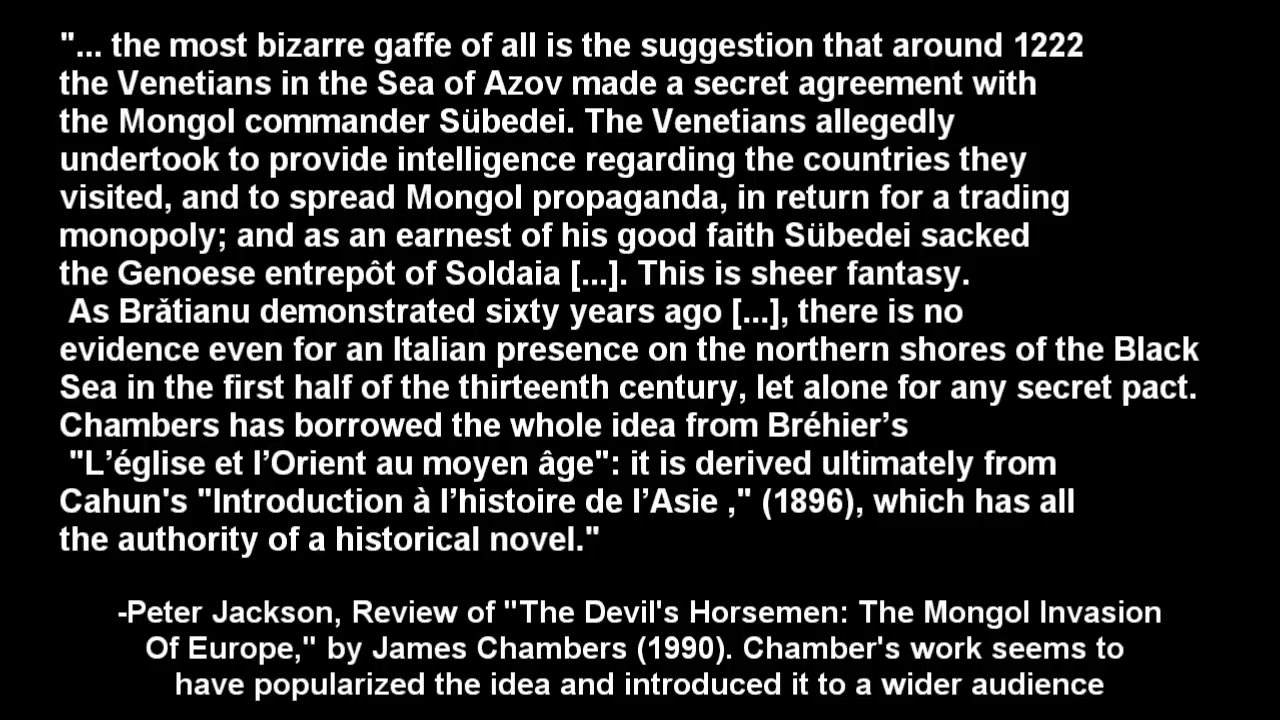 "... the most bizarre gaffe of all is the suggestion that around 1222
the Venetians in the Sea of Azov made a secret agreement with
the Mongol commander Sübedei. The Venetians allegedly
undertook to provide intelligence regarding the countries they
visited, and to spread Mongol propaganda, in return for a trading
monopoly; and as an earnest of his good faith Sübedei sacked
the Genoese entrepôt of Soldaia [...]. This is sheer fantasy.
As Brătianu demonstrated sixty years ago [...], there is no
evidence even for an Italian presence on the northern shores of the Black
Sea in the first half of the thirteenth century, let alone for any secret pact.
Chambers has borrowed the whole idea from Bréhier’s
"L’église et l’Orient au moyen âge": it is derived ultimately from
Cahun's "Introduction à l’histoire de l’Asie ," (1896), which has all
the authority of a historical novel."
-Peter Jackson, Review of "The Devil's Horsemen: The Mongol Invasion
Of Europe," by James Chambers (1990). Chamber's work seems to
have popularized the idea and introduced it to a wider audience